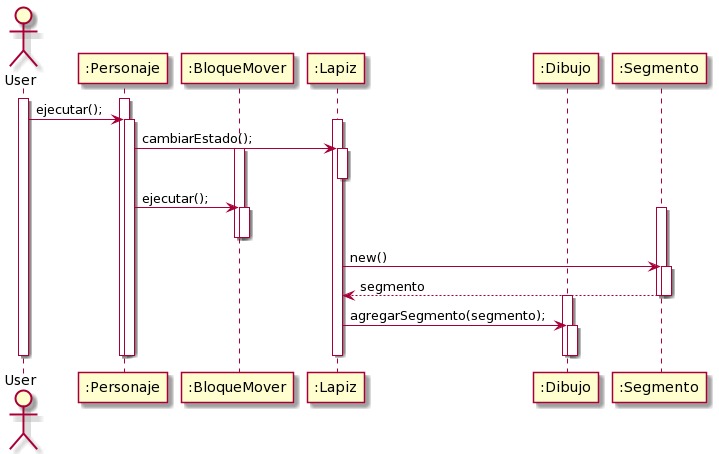 User
:Personaje
:BloqueMover
:Lapiz
:Dibujo
:Segmento
ejecutar();
cambiarEstado();
ejecutar();
new()
segmento
agregarSegmento(segmento);
User
:Personaje
:BloqueMover
:Lapiz
:Dibujo
:Segmento